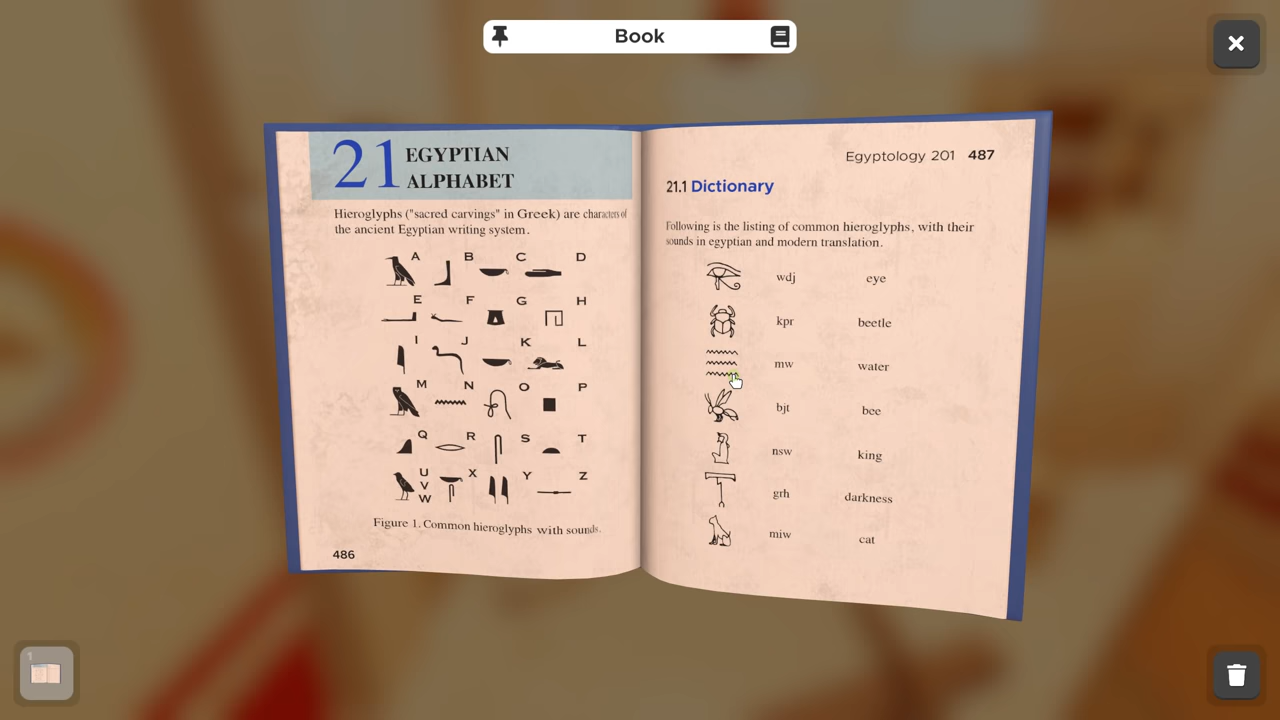 Book
21 EGYPTIAN
ALPHABET
Hieroglyphs ("sacred carvings" in Greek) are characters of
the ancient Egyptian writing system.
A B C D
E F G H
I J K L
M N O P
Q R S T
U V W X Y Z
Figure 1. Common hieroglyphs with sounds.
486
Egyptology 201 487
21.1 Dictionary
Following is the listing of common hieroglyphs, with their
sounds in egyptian and modern translation.
wdj eye
kpr beetle
mw water
bjt bee
nsw king
grh darkness
miw cat
1